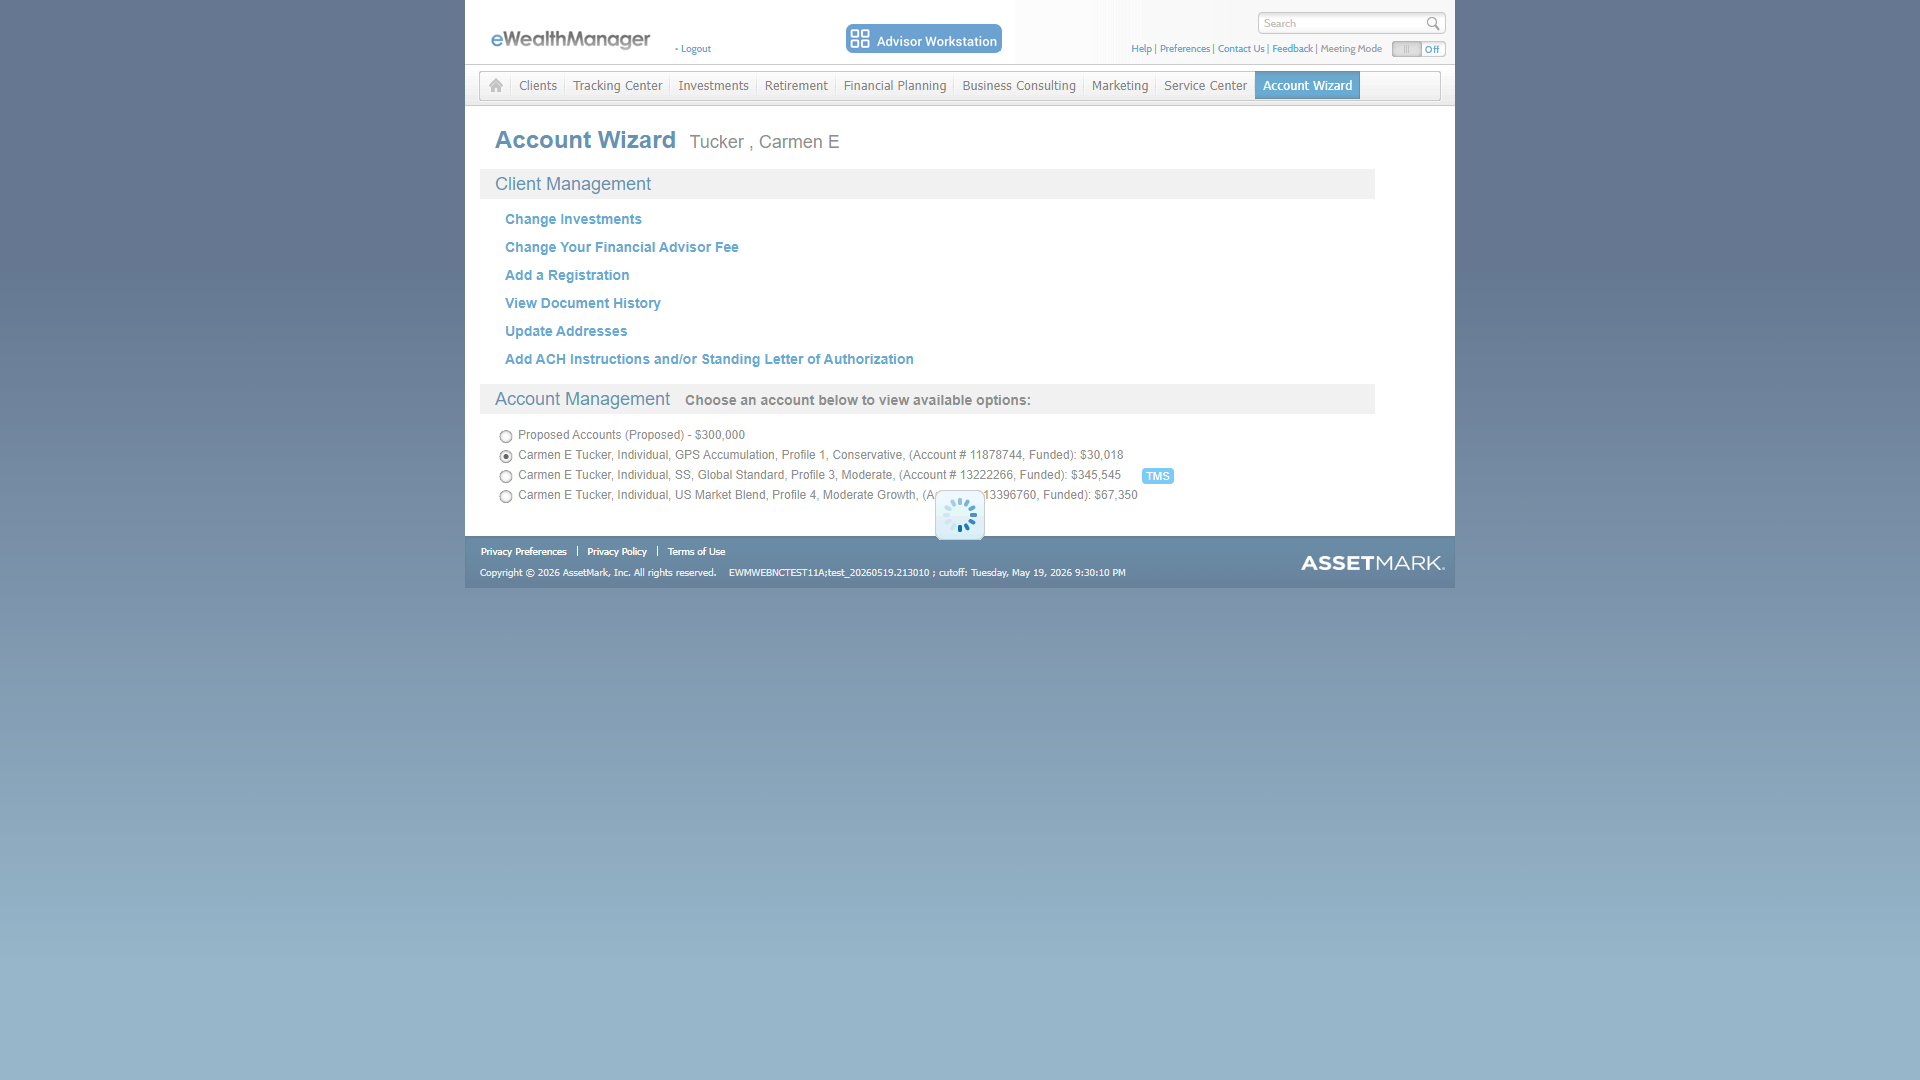 eWealthManager
• Logout
Advisor Workstation
Search
Help | Preferences | Contact Us | Feedback | Meeting Mode
Off
Clients
Tracking Center
Investments
Retirement
Financial Planning
Business Consulting
Marketing
Service Center
Account Wizard
Account Wizard Tucker , Carmen E
Client Management
Change Investments
Change Your Financial Advisor Fee
Add a Registration
View Document History
Update Addresses
Add ACH Instructions and/or Standing Letter of Authorization
Account Management Choose an account below to view available options:
Proposed Accounts (Proposed) - $300,000
Carmen E Tucker, Individual, GPS Accumulation, Profile 1, Conservative, (Account # 11878744, Funded): $30,018
Carmen E Tucker, Individual, SS, Global Standard, Profile 3, Moderate, (Account # 13222266, Funded): $345,545 TMS
Carmen E Tucker, Individual, US Market Blend, Profile 4, Moderate Growth, 13396760, Funded): $67,350
Privacy Preferences | Privacy Policy | Terms of Use
Copyright © 2026 AssetMark, Inc. All rights reserved. EWMWEBNCTEST11A;test_20260519.213010 ; cutoff: Tuesday, May 19, 2026 9:30:10 PM
ASSETMARK.